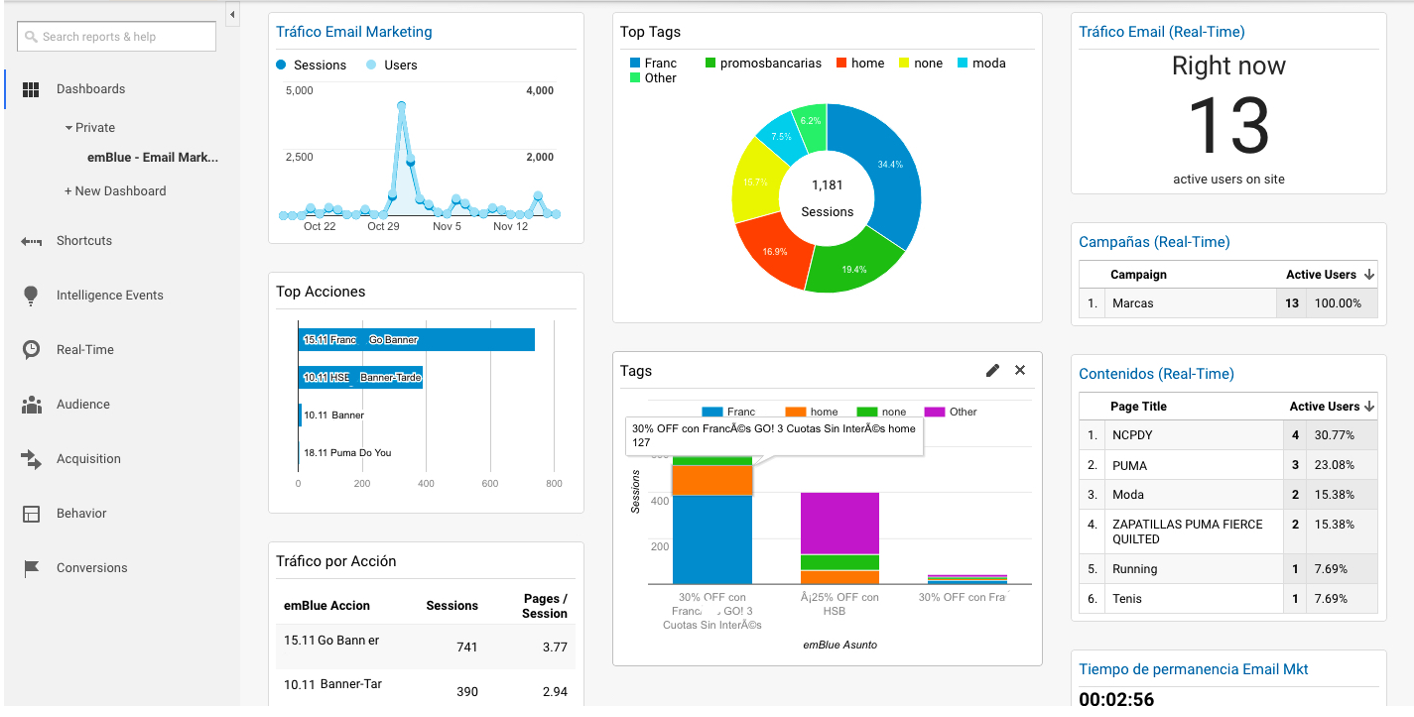 Search reports & help
Dashboards
Private
emBlue - Email Mark...
+ New Dashboard
Shortcuts
Intelligence Events
Real-Time
Audience
Acquisition
Behavior
Conversions
Tráfico Email Marketing
Sessions Users
5,000 4,000
2,500 2,000
Oct 22 Oct 29 Nov 5 Nov 12
Top Acciones
15.11 Franc Go Banner
10.11 HSB Banner-Tarde
10.11 Banner
18.11 Puma Do You
0 200 400 600 800
Tráfico por Acción
emBlue Accion Sessions Pages /
Session
15.11 Go Bann er 741 3.77
10.11 Banner-Tar 390 2.94
Top Tags
Franc promosbancarias home none moda
Other
6.2%
7.5%
34.4%
15.7%
1,181
Sessions
16.9%
19.4%
Tags
Franc home none Other
30% OFF con FrancÃ©s GO! 3 Cuotas Sin InterÃ©s home
127
Sessions
400
200
30% OFF con
Franc s GO! 3
Cuotas Sin InterÃ©s
Â¡25% OFF con
HSB
30% OFF con Fra
emBlue Asunto
Tráfico Email (Real-Time)
Right now
13
active users on site
Campañas (Real-Time)
Campaign Active Users
1. Marcas 13 100.00%
Contenidos (Real-Time)
Page Title Active Users
1. NCPDY 4 30.77%
2. PUMA 3 23.08%
3. Moda 2 15.38%
4. ZAPATILLAS PUMA FIERCE 2 15.38%
QUILTED
5. Running 1 7.69%
6. Tenis 1 7.69%
Tiempo de permanencia Email Mkt
00:02:56